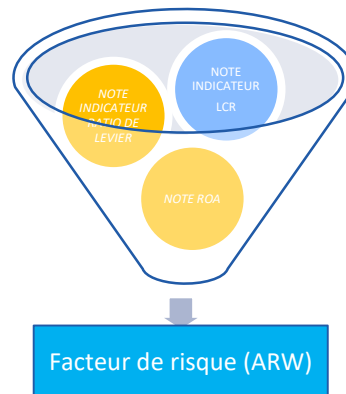 NOTE
INDICATEUR
RATIO DE
LEVIER
NOTE
INDICATEUR
LCR
NOTE ROA
Facteur de risque (ARW)